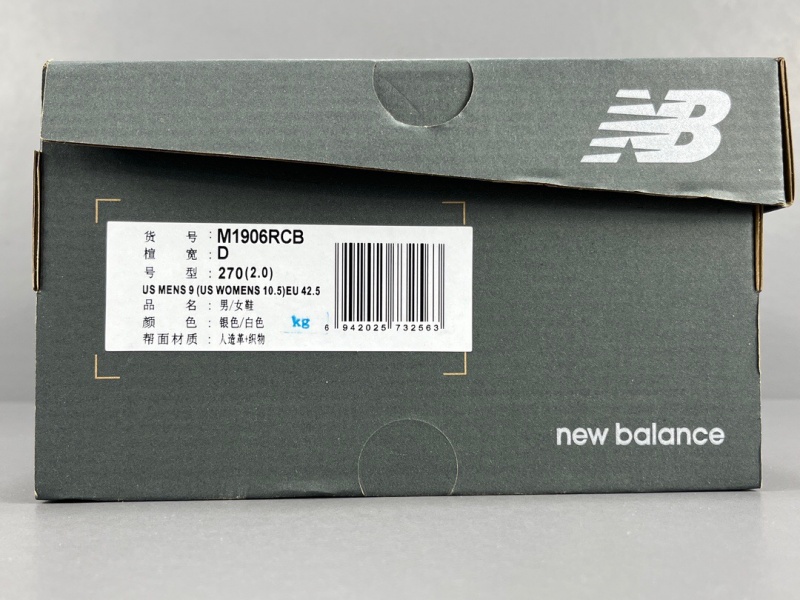 NB
货 号 : M1906RCB
楦 宽 : D
号 型 : 270(2.0)
US MENS 9 (US WOMENS 10.5)EU 42.5
品 名 : 男/女鞋
颜 色 : 银色/白色 kg
帮面材质 : 人造革+织物
6 942025 732563
new balance